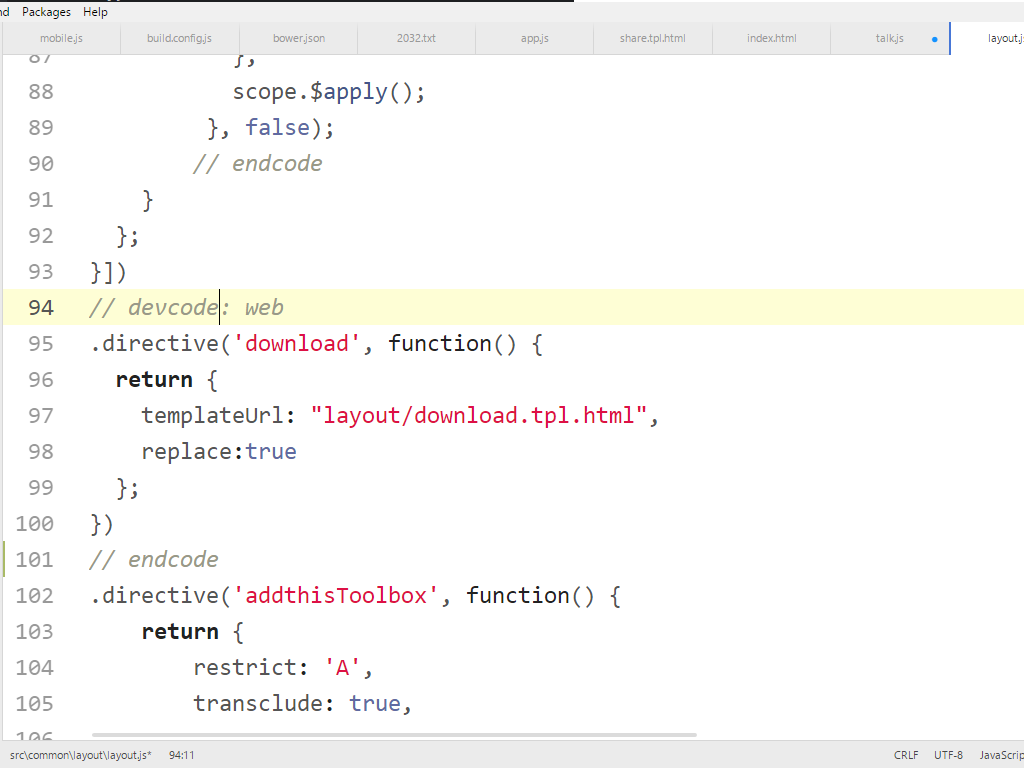 Packages Help
mobile.js build.config.js bower.json 2032.txt app.js share.tpl.html index.html talk.js layout.js
87 },
88 scope.$apply();
89 }, false);
90 // endcode
91 }
92 };
93 }])
94 // devcode: web
95 .directive('download', function() {
96 return {
97 templateUrl: "layout/download.tpl.html",
98 replace:true
99 };
100 })
101 // endcode
102 .directive('addthisToolbox', function() {
103 return {
104 restrict: 'A',
105 transclude: true,
106
src\common\layout\layout.js* 94:11 CRLF UTF-8 JavaScrip